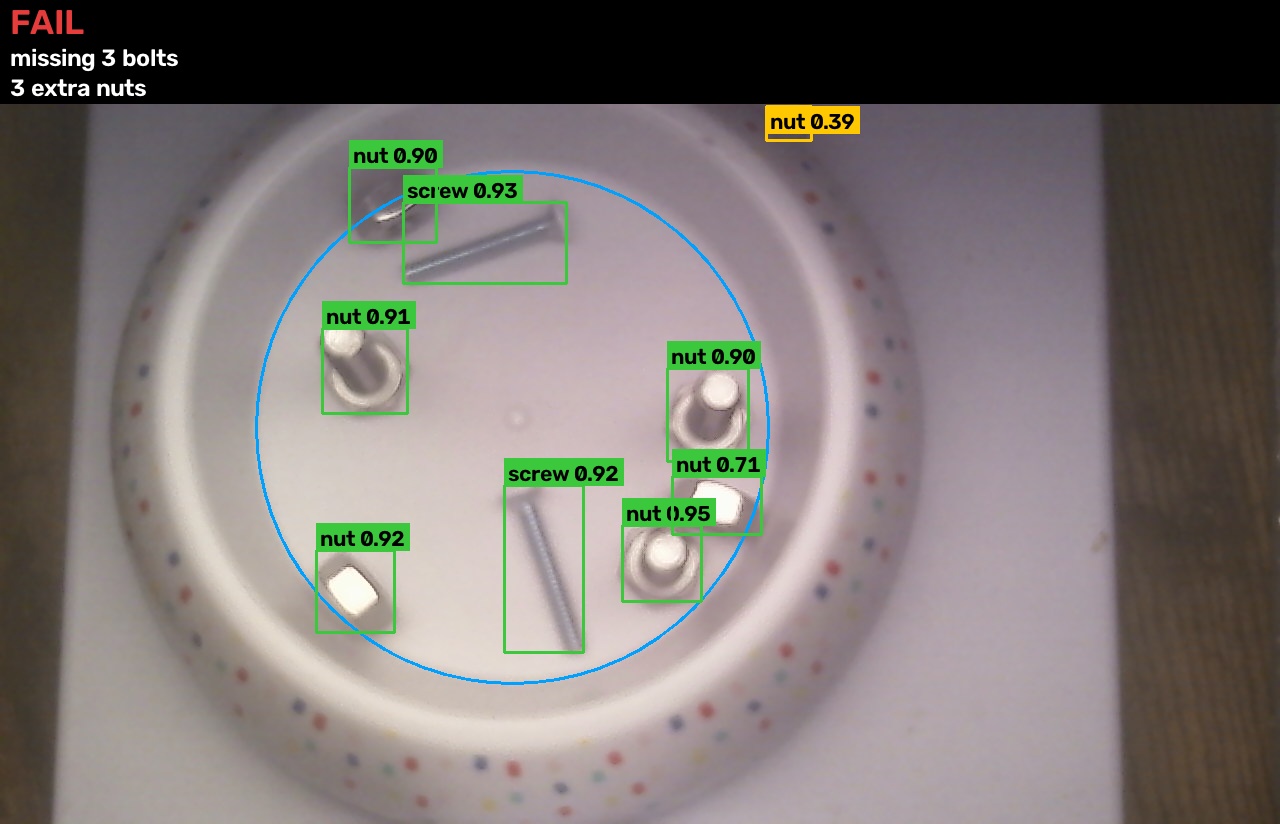 FAIL
missing 3 bolts
3 extra nuts
nut 0.39
nut 0.90
screw 0.93
nut 0.91
nut 0.90
nut 0.71
screw 0.92
nut 0.95
nut 0.92